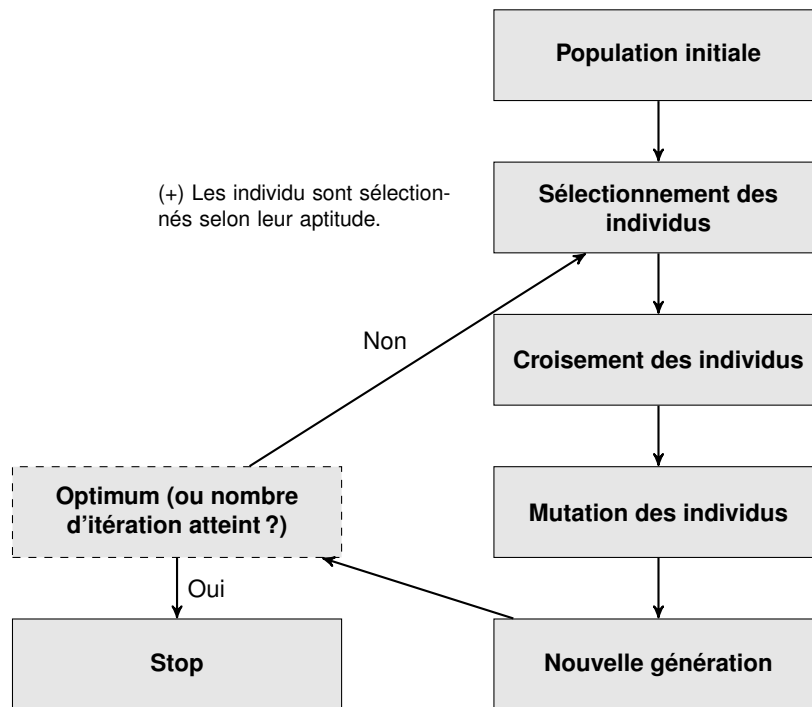 Population initiale
(+) Les individu sont sélection-
nés selon leur aptitude.
Sélectionnement des
individus
Non
Croisement des individus
Optimum (ou nombre
d'itération atteint ?)
Mutation des individus
Oui
Stop
Nouvelle génération